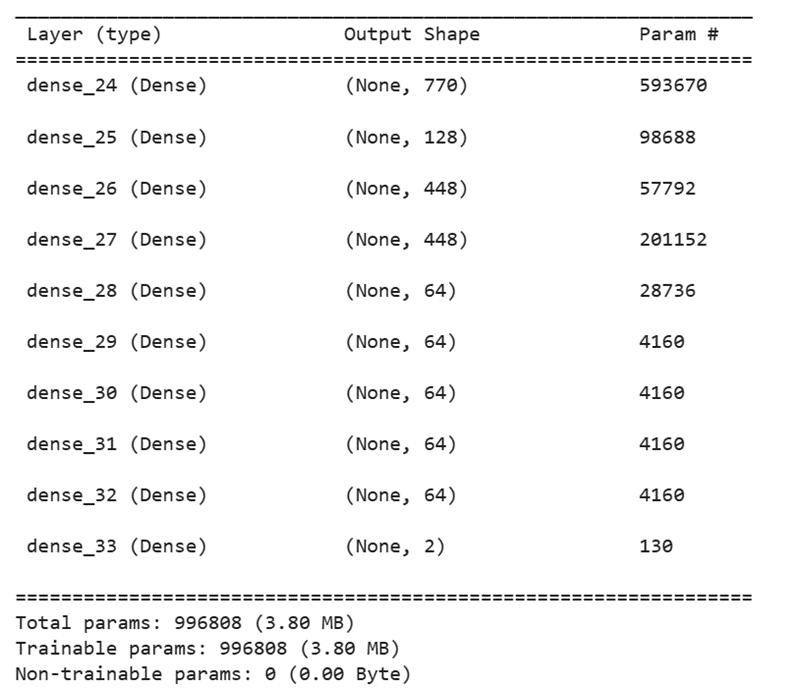 Layer (type) Output Shape Param #
dense_24 (Dense) (None, 770) 593670
dense_25 (Dense) (None, 128) 98688
dense_26 (Dense) (None, 448) 57792
dense_27 (Dense) (None, 448) 201152
dense_28 (Dense) (None, 64) 28736
dense_29 (Dense) (None, 64) 4160
dense_30 (Dense) (None, 64) 4160
dense_31 (Dense) (None, 64) 4160
dense_32 (Dense) (None, 64) 4160
dense_33 (Dense) (None, 2) 130
Total params: 996808 (3.80 MB)
Trainable params: 996808 (3.80 MB)
Non-trainable params: 0 (0.00 Byte)